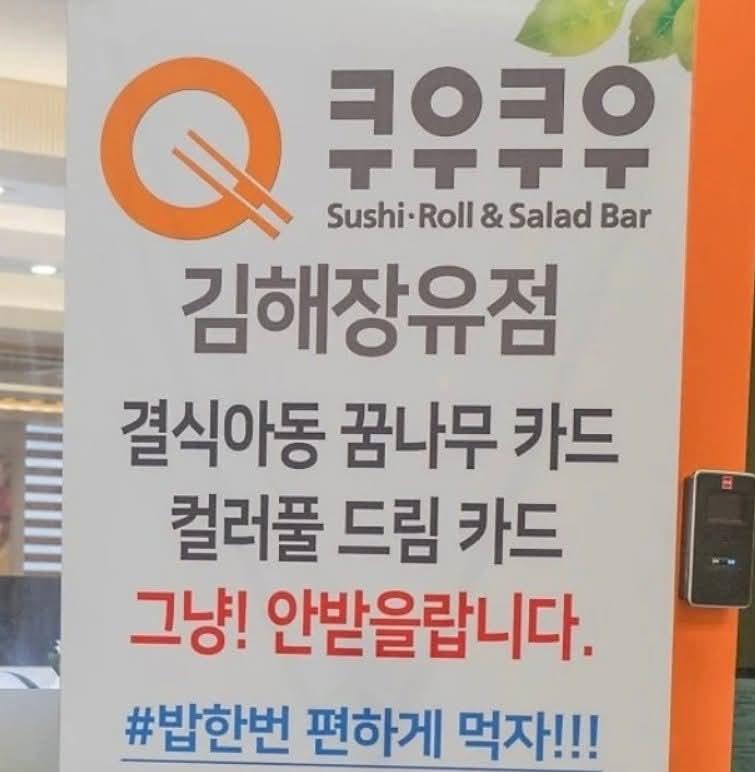 쿠우쿠우
Sushi·Roll & Salad Bar
김해장유점
결식아동 꿈나무 카드
컬러풀 드림 카드
그냥! 안받을랍니다.
#밥한번 편하게 먹자!!!